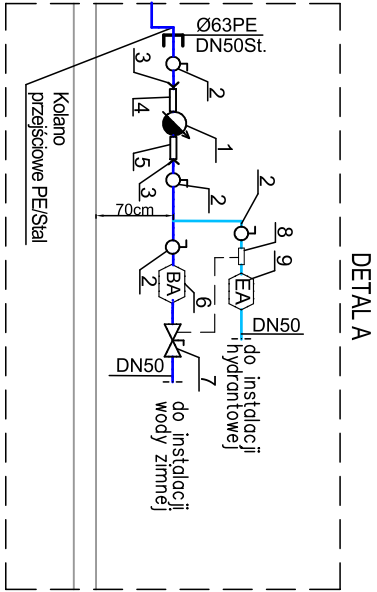 DETAL A
Ø63PE
DN50St.
2
3
4
1
5
3
2
2
8
9
EA
DN50
do instalacji
hydrantowej
70cm
2
BA
6
7
DN50
do instalacji
wody zimnej
Kolano
przejściowe PE/Stal